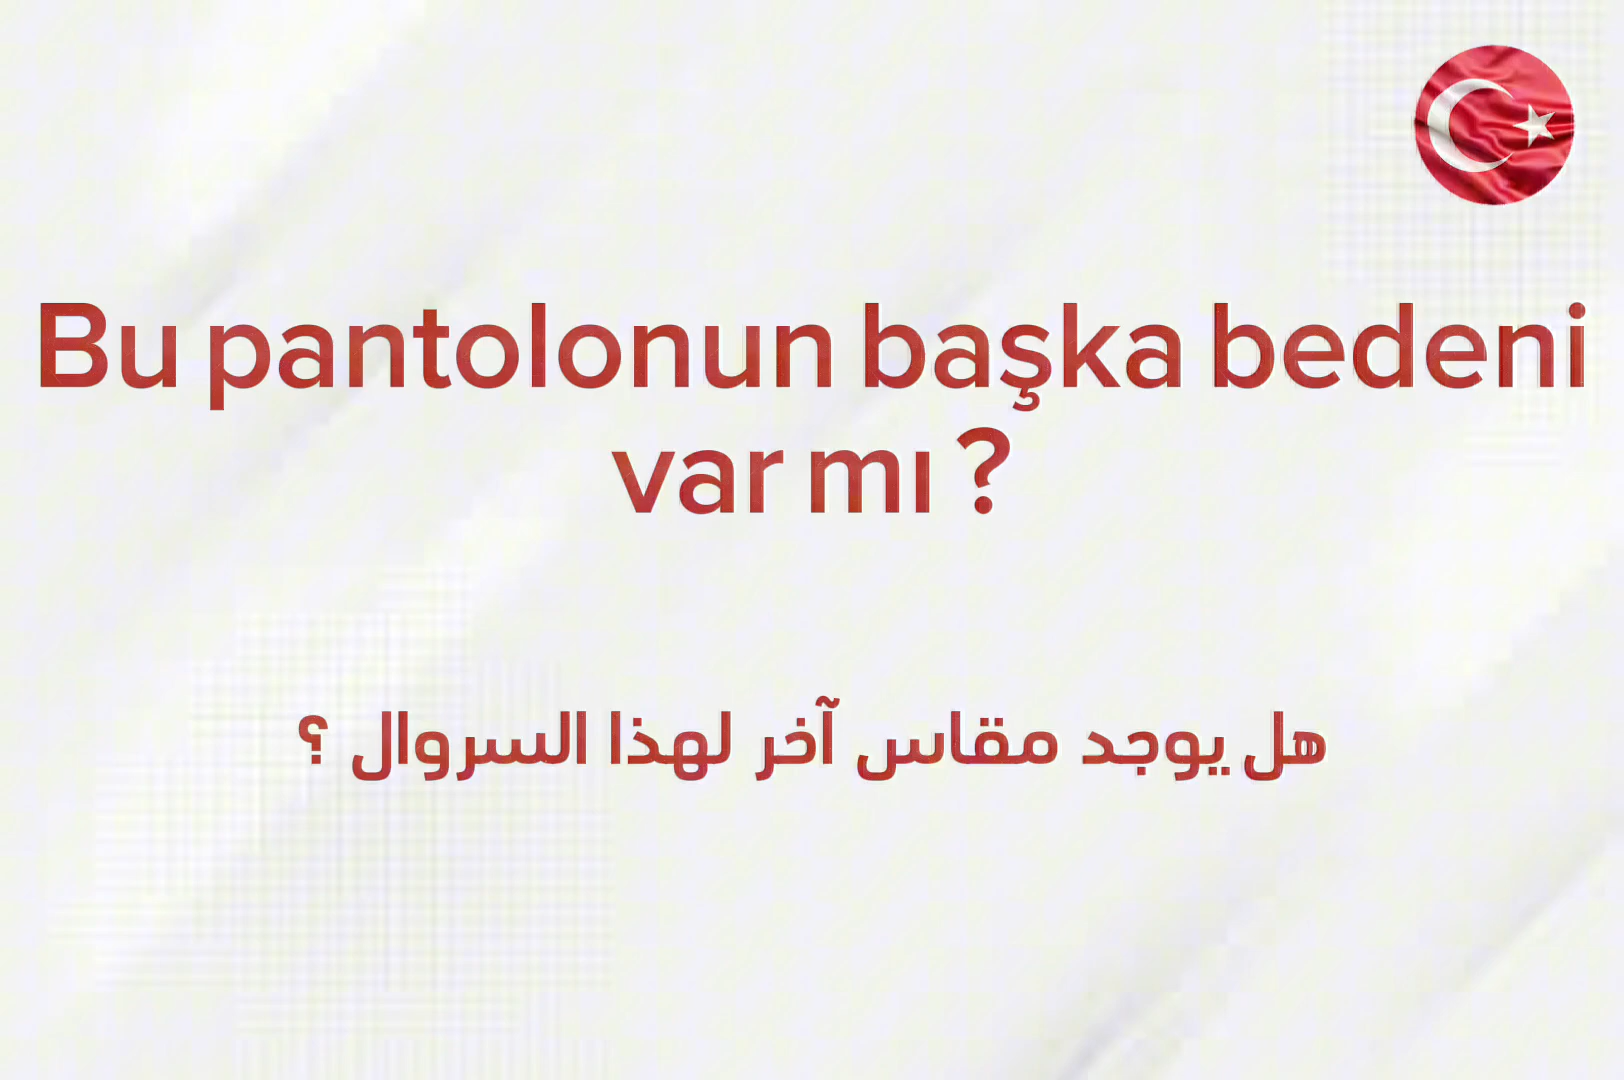 Bu pantolonun başka bedeni
var mı ?
هل يوجد مقاس آخر لهذا السروال ؟